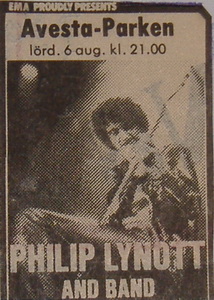 EMA PROUDLY PRESENTS
Avesta-Parken
lörd. 6 aug. kl. 21.00
PHILIP LYNOTT
AND BAND